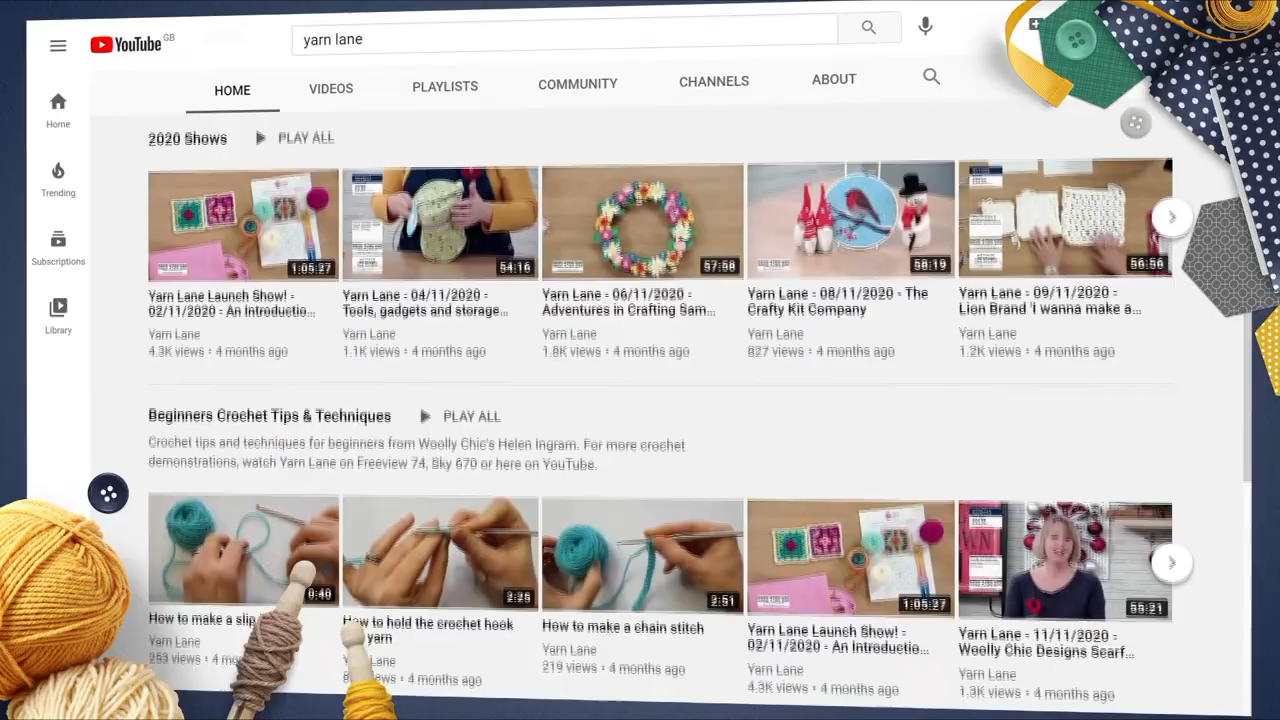 YouTube GB
yarn lane
HOME VIDEOS PLAYLISTS COMMUNITY CHANNELS ABOUT
Home
Trending
Subscriptions
Library
2020 Shows PLAY ALL
1:05:27 54:16 57:58 58:19 56:56
Yarn Lane Launch Show! -
02/11/2020 - An Introductio...
Yarn Lane
4.3K views • 4 months ago
Yarn Lane - 04/11/2020 -
Tools, gadgets and storage...
Yarn Lane
1.1K views • 4 months ago
Yarn Lane - 06/11/2020 -
Adventures in Crafting Sam...
Yarn Lane
1.8K views • 4 months ago
Yarn Lane - 08/11/2020 - The
Crafty Kit Company
Yarn Lane
827 views • 4 months ago
Yarn Lane - 09/11/2020 -
Lion Brand 'I wanna make a...
Yarn Lane
1.2K views • 4 months ago
Beginners Crochet Tips & Techniques PLAY ALL
Crochet tips and techniques for beginners from Woolly Chic's Helen Ingram. For more crochet
demonstrations, watch Yarn Lane on Freeview 74, Sky 670 or here on YouTube.
0:40 2:25 2:51 1:05:27 55:21
How to make a slip
Yarn Lane
253 views • 4 mo
How to hold the crochet hook
yarn
Lane
views • 4 months ago
How to make a chain stitch
Yarn Lane
219 views • 4 months ago
Yarn Lane Launch Show! -
02/11/2020 - An Introductio...
Yarn Lane
4.3K views • 4 months ago
Yarn Lane - 11/11/2020 -
Woolly Chic Designs Scarf...
Yarn Lane
1.3K views • 4 months ago